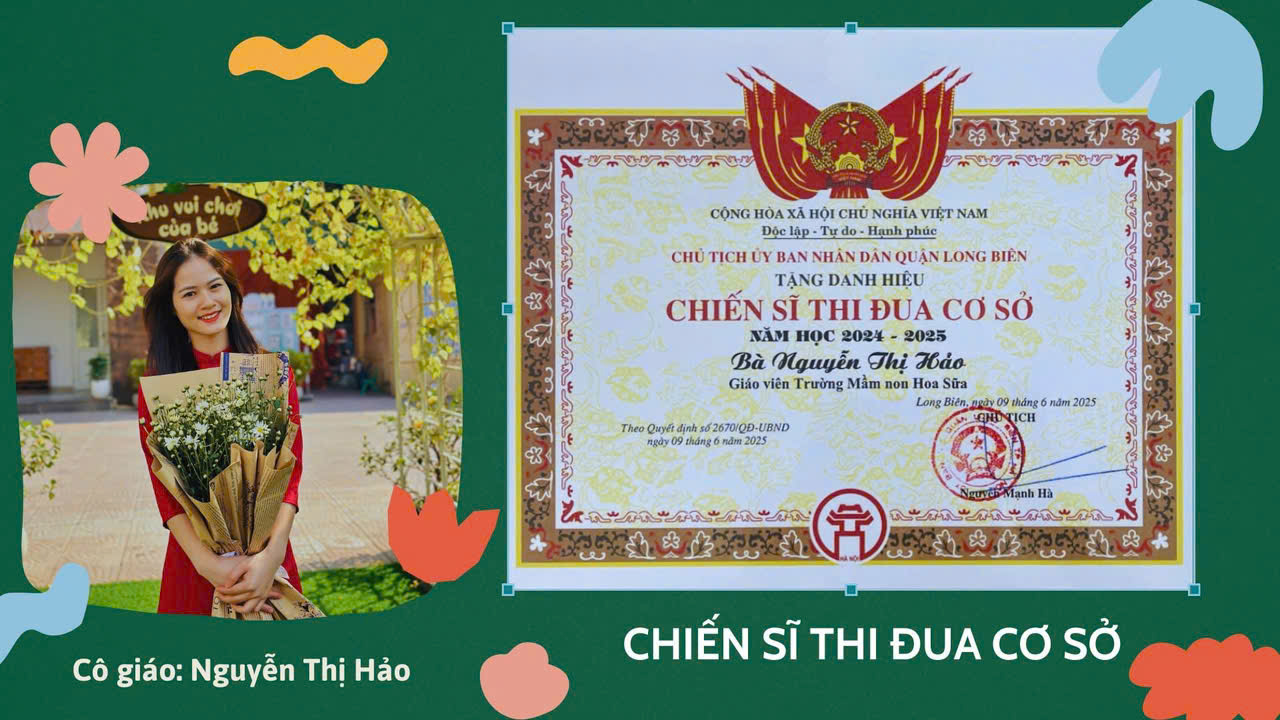 Khu vui chơi
của bé
Cô giáo: Nguyễn Thị Hảo
CỘNG HÒA XÃ HỘI CHỦ NGHĨA VIỆT NAM
Độc lập - Tự do - Hạnh phúc
CHỦ TỊCH ỦY BAN NHÂN DÂN QUẬN LONG BIÊN
TẶNG DANH HIỆU
CHIẾN SĨ THI ĐUA CƠ SỞ
NĂM HỌC 2024 - 2025
Bà Nguyễn Thị Hảo
Giáo viên Trường Mầm non Hoa Sữa
Long Biên, ngày 09 tháng 6 năm 2025
CHỦ TỊCH
Theo Quyết định số 2670/QĐ-UBND
ngày 09 tháng 6 năm 2025
Nguyễn Mạnh Hà
HÀ NỘI
CHIẾN SĨ THI ĐUA CƠ SỞ